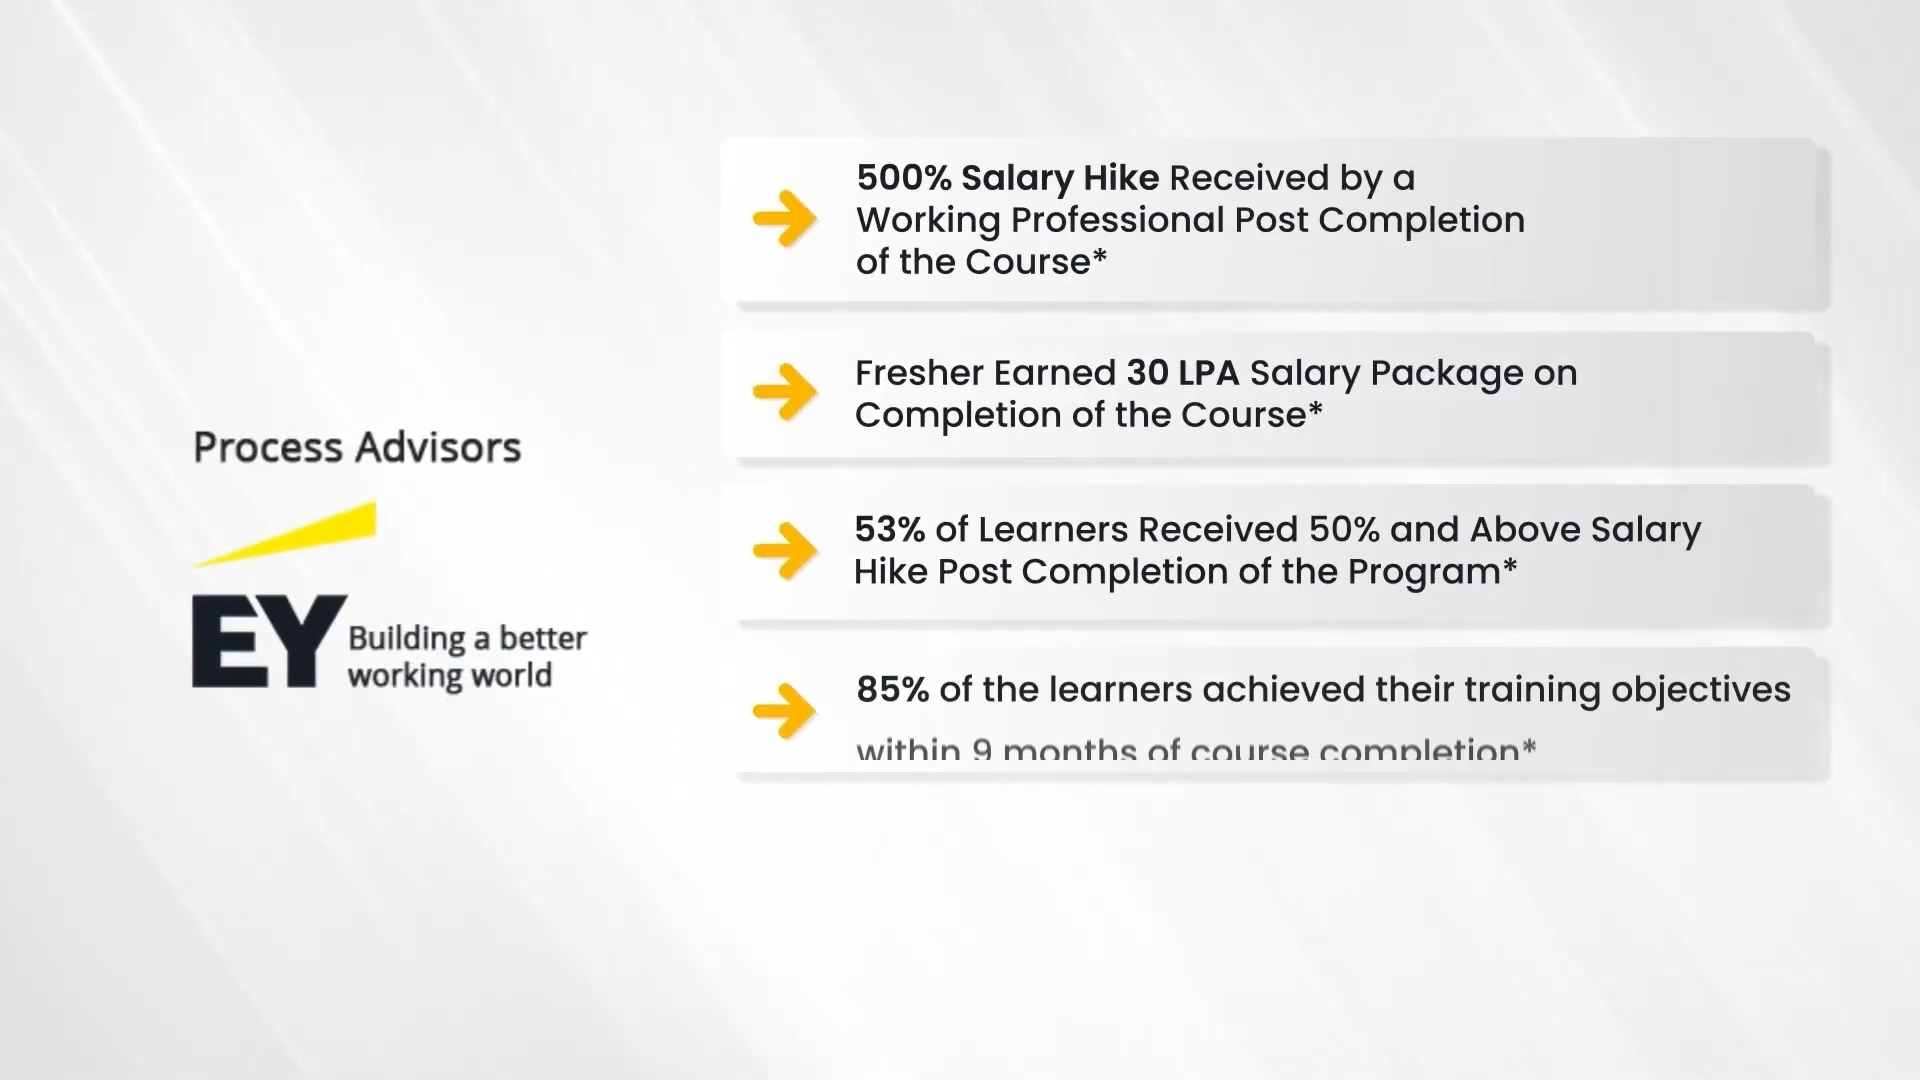 Process Advisors
EY
Building a better
working world
500% Salary Hike Received by a
Working Professional Post Completion
of the Course*
Fresher Earned 30 LPA Salary Package on
Completion of the Course*
53% of Learners Received 50% and Above Salary
Hike Post Completion of the Program*
85% of the learners achieved their training objectives
within 9 months of course completion*